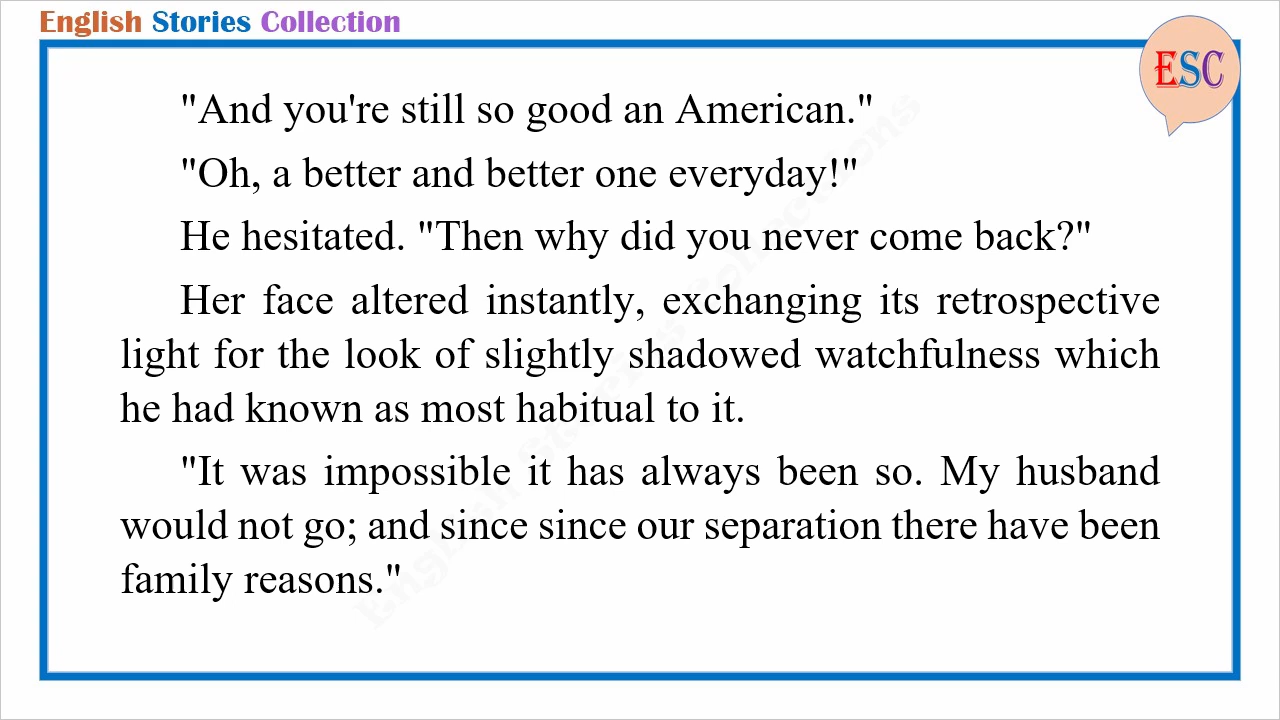 English Stories Collection
ESC
"And you're still so good an American."
"Oh, a better and better one everyday!"
He hesitated. "Then why did you never come back?"
Her face altered instantly, exchanging its retrospective
light for the look of slightly shadowed watchfulness which
he had known as most habitual to it.
"It was impossible it has always been so. My husband
would not go; and since since our separation there have been
family reasons."
English Stories Collections